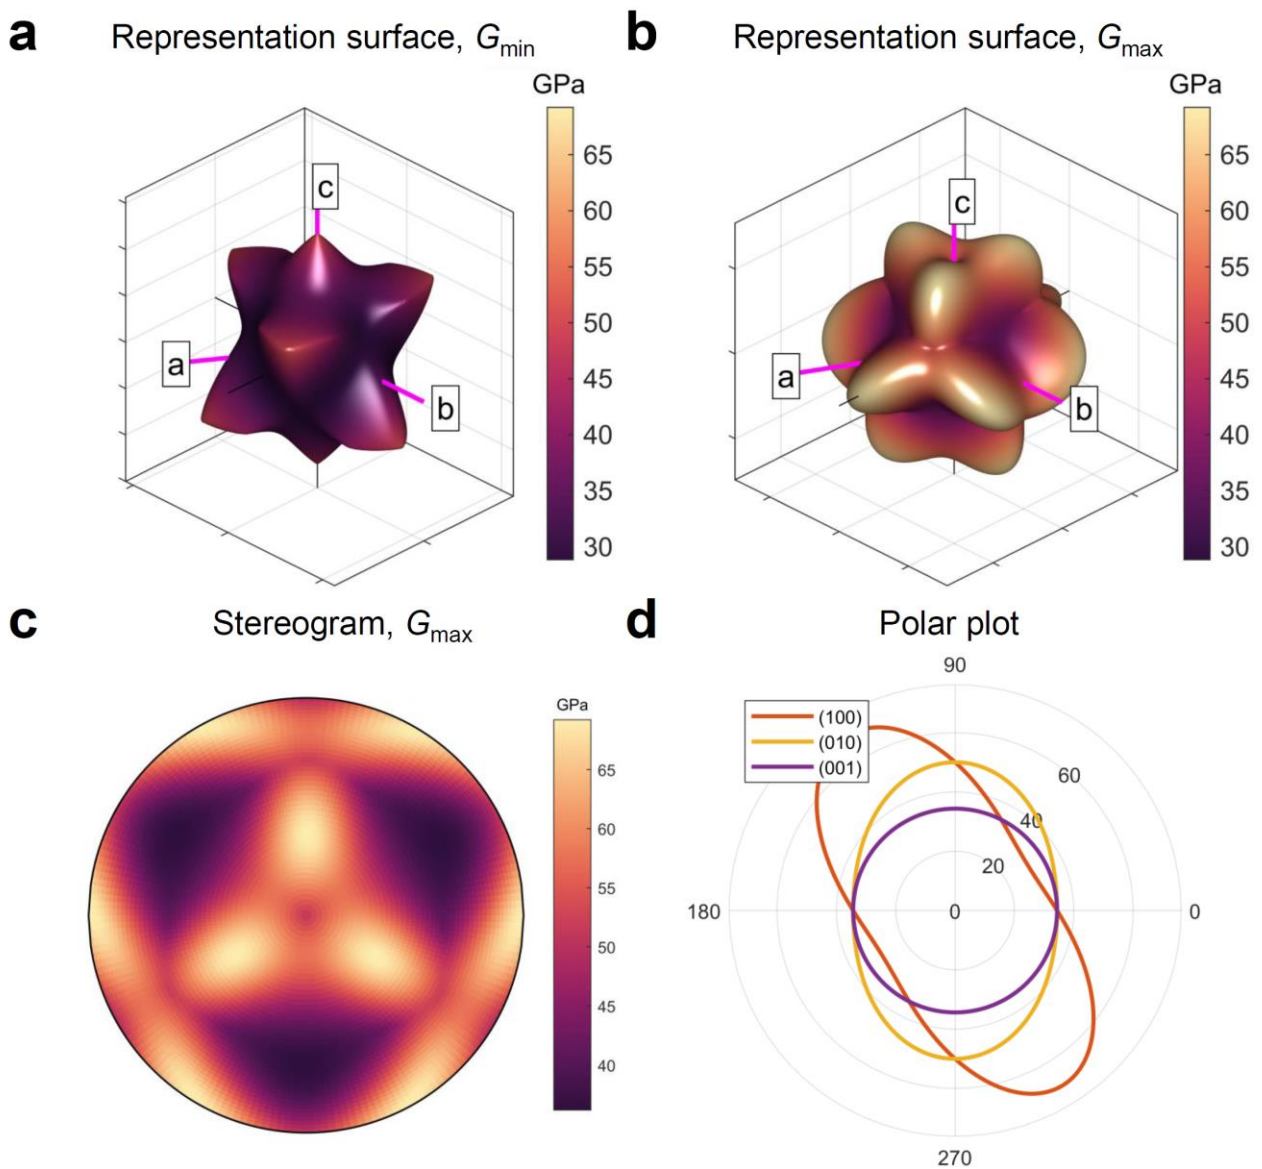 a Representation surface, Gmin
GPa
c
a
b
65
60
55
50
45
40
35
30
b Representation surface, Gmax
GPa
c
a
b
65
60
55
50
45
40
35
30
c Stereogram, Gmax
GPa
65
60
55
50
45
40
d Polar plot
90
(100)
(010)
(001)
60
40
20
180
0
0
270